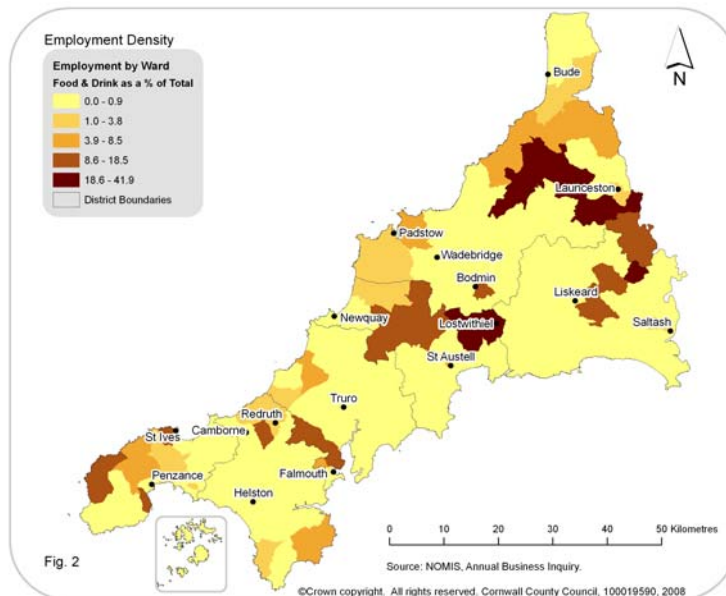 Employment Density
Employment by Ward
Food & Drink as a % of Total
0.0 - 0.9
1.0 - 3.8
3.9 - 8.5
8.6 - 18.5
18.6 - 41.9
District Boundaries
N
Bude
Launceston
Padstow
Wadebridge
Bodmin
Liskeard
Newquay
Lostwithiel
Saltash
St Austell
Truro
Redruth
St Ives
Camborne
Penzance
Falmouth
Helston
0 10 20 30 40 50 Kilometres
Fig. 2
Source: NOMIS, Annual Business Inquiry.
©Crown copyright. All rights reserved. Cornwall County Council, 100019590, 2008